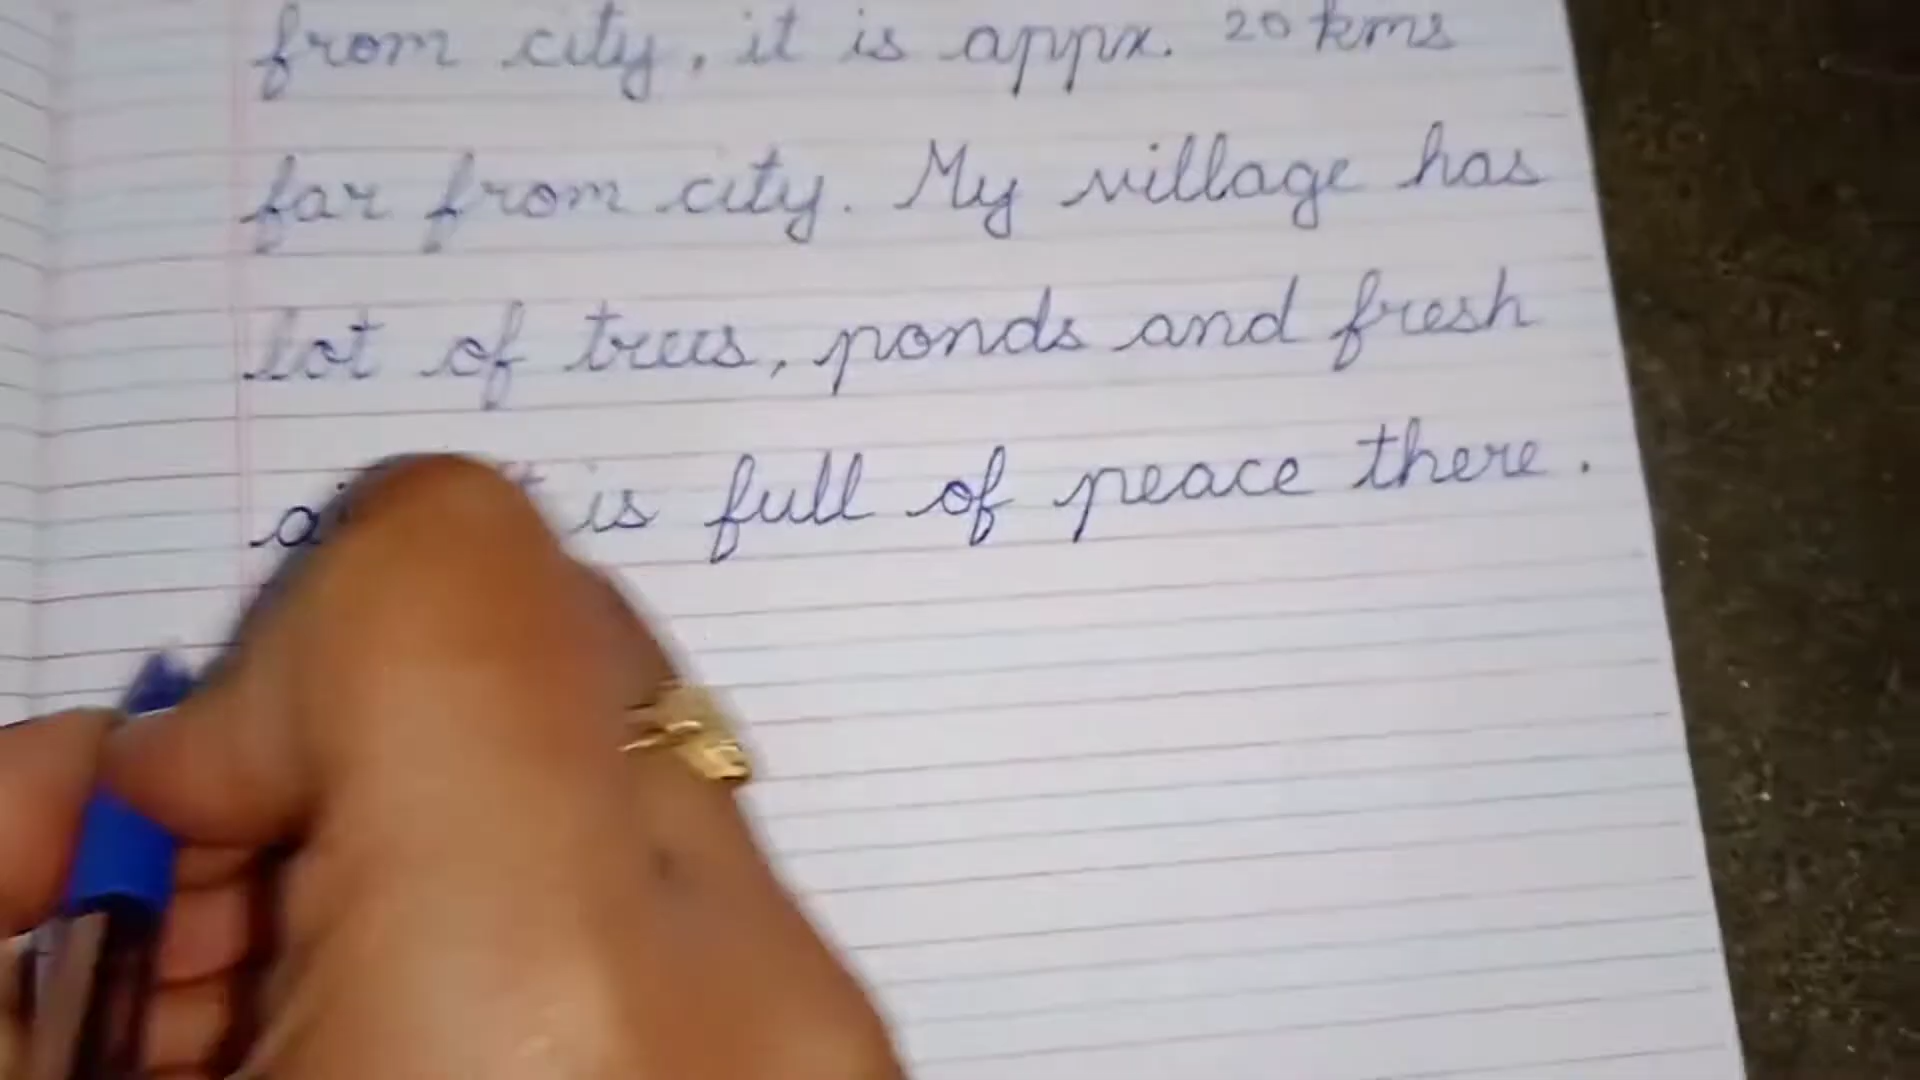 from city, it is appx. 20 kms
far from city. My village has
lot of trees, ponds and fresh
is full of peace there.